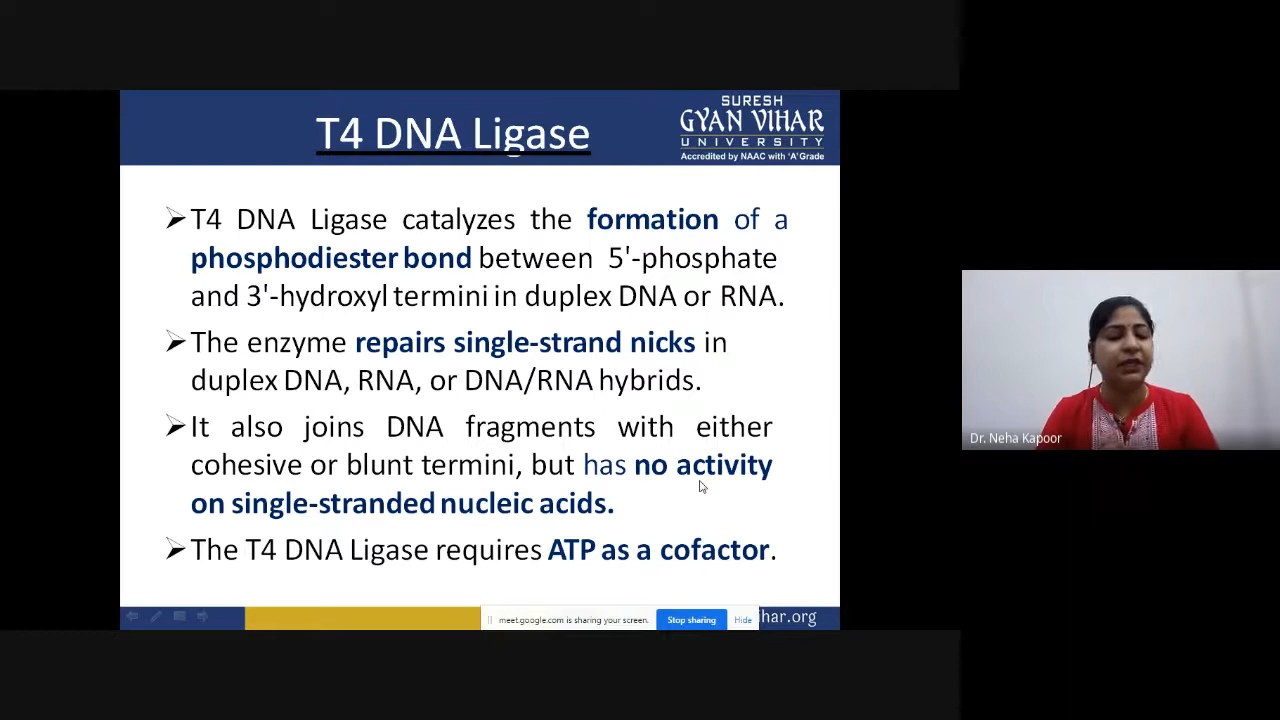 T4 DNA Ligase
SURESH
GYAN VIHAR
UNIVERSITY
Accredited by NAAC with 'A' Grade
➢T4 DNA Ligase catalyzes the formation of a
phosphodiester bond between 5'-phosphate
and 3'-hydroxyl termini in duplex DNA or RNA.
➢The enzyme repairs single-strand nicks in
duplex DNA, RNA, or DNA/RNA hybrids.
➢It also joins DNA fragments with either
cohesive or blunt termini, but has no activity
on single-stranded nucleic acids.
➢The T4 DNA Ligase requires ATP as a cofactor.
meet.google.com is sharing your screen.
Stop sharing
Hide
ihar.org
Dr. Neha Kapoor